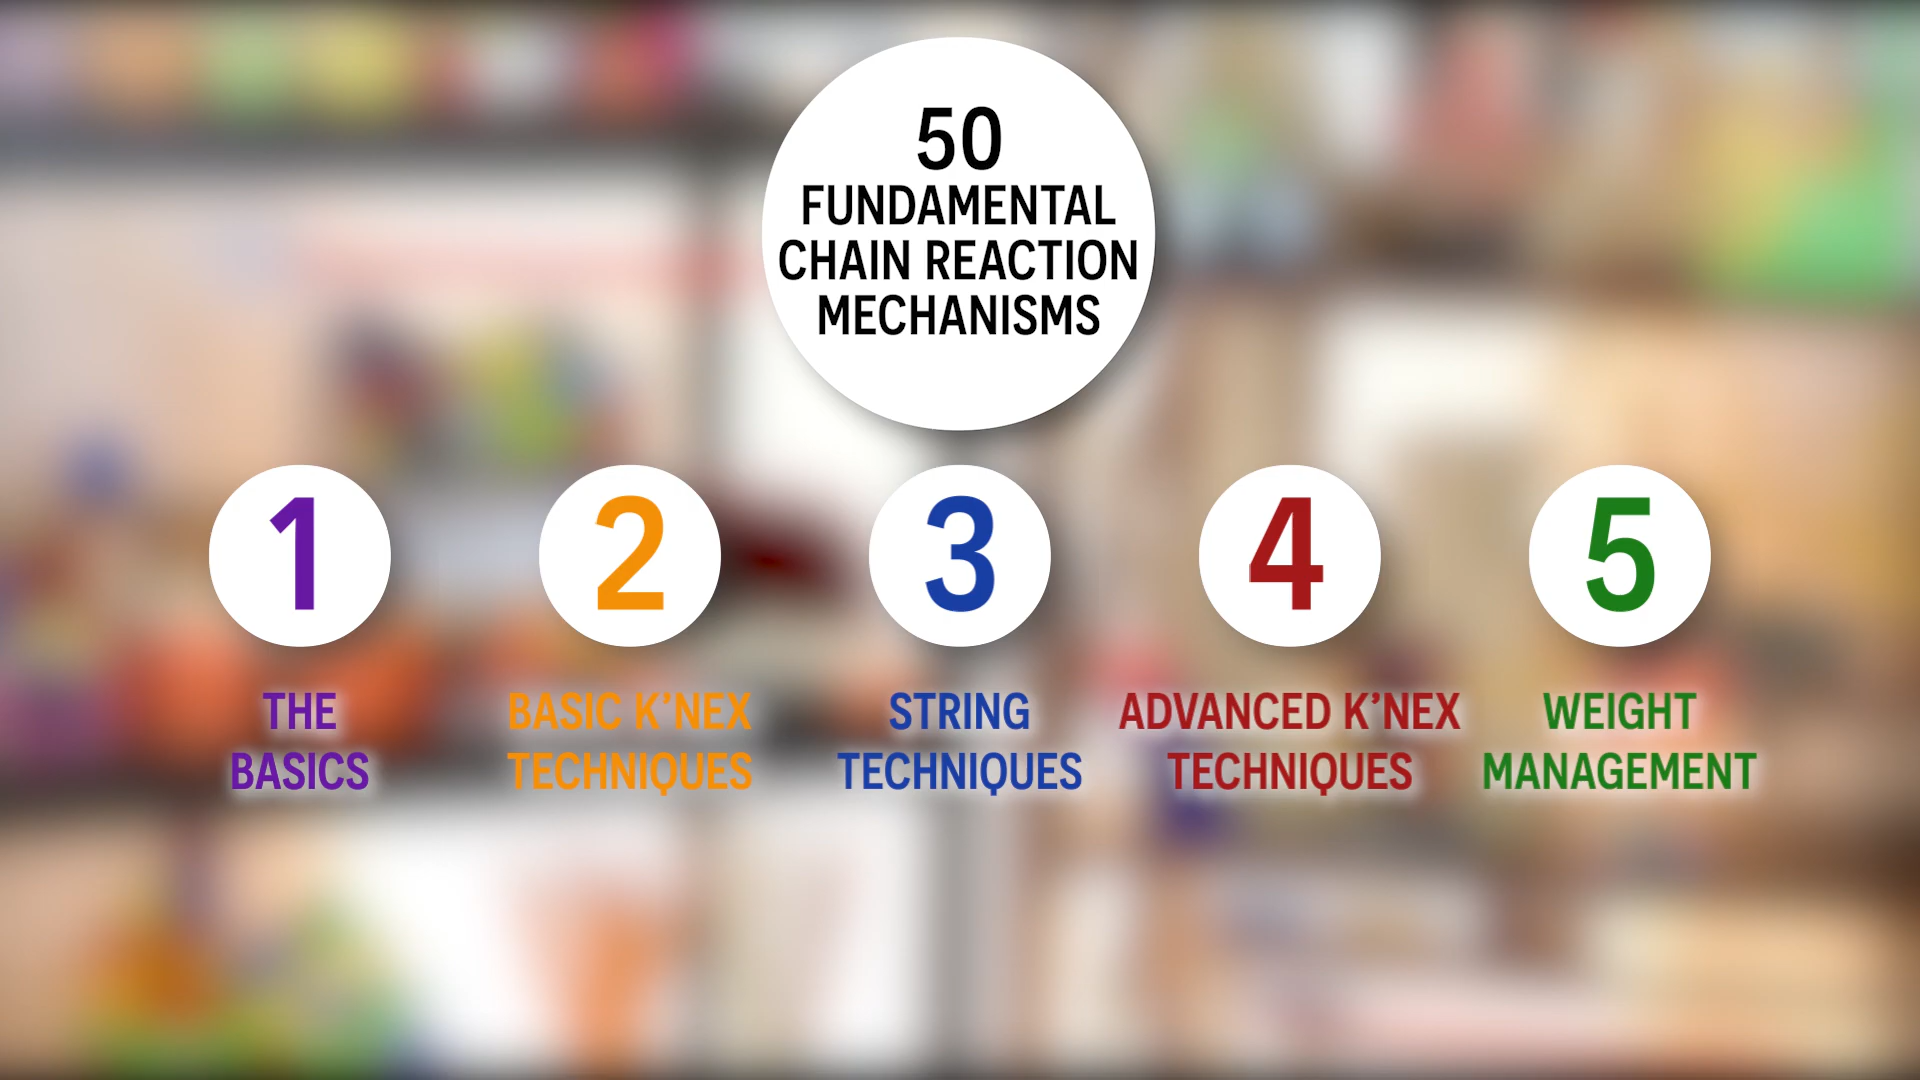 50
FUNDAMENTAL
CHAIN REACTION
MECHANISMS
1
2
3
4
5
THE
BASICS
BASIC K’NEX
TECHNIQUES
STRING
TECHNIQUES
ADVANCED K’NEX
TECHNIQUES
WEIGHT
MANAGEMENT